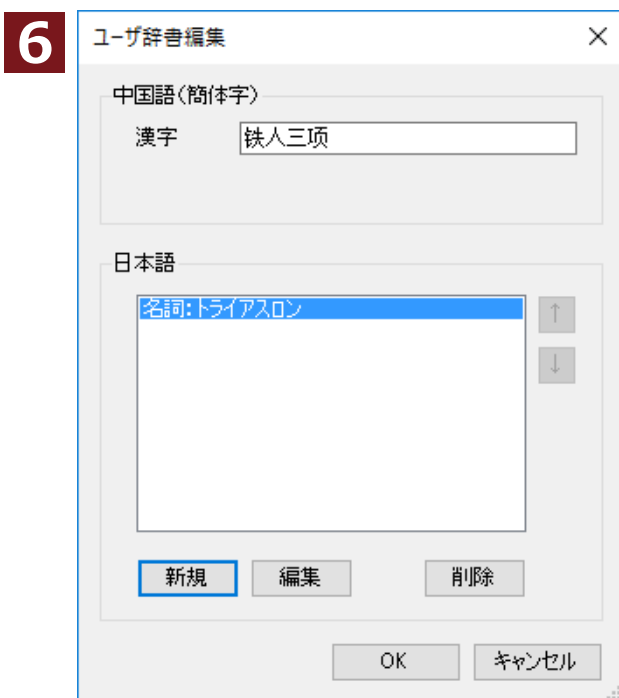 6
ユーザ辞書編集
中国語(簡体字)
漢字 铁人三项
日本語
名詞:トライアスロン
↑
↓
新規 編集 削除
OK キャンセル